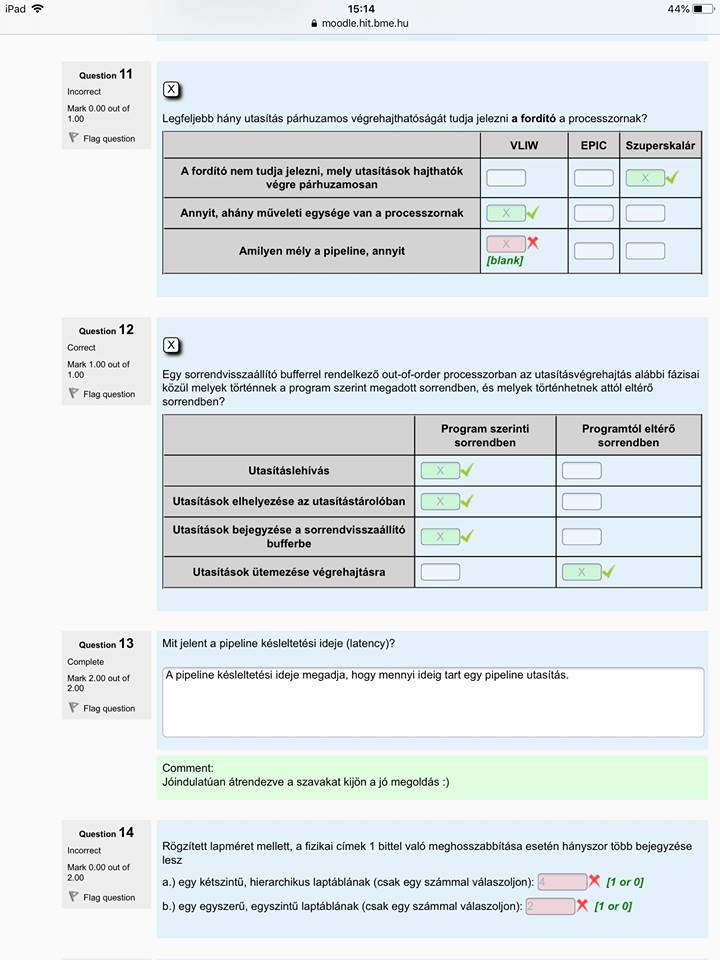 iPad 15:14 44%
moodle.hit.bme.hu
Question 11
Incorrect
Mark 0.00 out of
1.00
Flag question
X
Legfeljebb hány utasítás párhuzamos végrehajthatóságát tudja jelezni a fordító a processzornak?
VLIW EPIC Szuperskalár
A fordító nem tudja jelezni, mely utasítások hajthatók
végre párhuzamosan
X
Annyit, ahány műveleti egysége van a processzornak
X
Amilyen mély a pipeline, annyit
X
[blank]
Question 12
Correct
Mark 1.00 out of
1.00
Flag question
X
Egy sorrendvisszaállító bufferrel rendelkező out-of-order processzorban az utasításvégrehajtás alábbi fázisai
közül melyek történnek a program szerint megadott sorrendben, és melyek történhetnek attól eltérő
sorrendben?
Program szerinti
sorrendben
Programtól eltérő
sorrendben
Utasításlehívás
X
Utasítások elhelyezése az utasítástárolóban
X
Utasítások bejegyzése a sorrendvisszaállító
bufferbe
X
Utasítások ütemezése végrehajtásra
X
Question 13
Complete
Mark 2.00 out of
2.00
Flag question
Mit jelent a pipeline késleltetési ideje (latency)?
A pipeline késleltetési ideje megadja, hogy mennyi ideig tart egy pipeline utasítás.
Comment:
Jóindulatúan átrendezve a szavakat kijön a jó megoldás :)
Question 14
Incorrect
Mark 0.00 out of
2.00
Flag question
Rögzített lapméret mellett, a fizikai címek 1 bittel való meghosszabbítása esetén hányszor több bejegyzése
lesz
a.) egy kétszintű, hierarchikus laptáblának (csak egy számmal válaszoljon): 4 [1 or 0]
b.) egy egyszerű, egyszintű laptáblának (csak egy számmal válaszoljon): 2 [1 or 0]